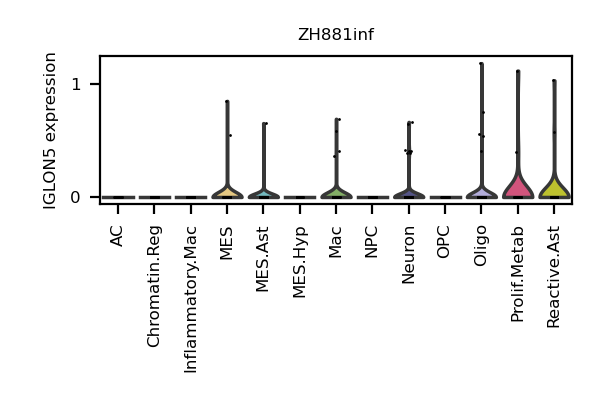 ZH881inf
IGLON5 expression
1
0
AC
Chromatin.Reg
Inflammatory.Mac
MES
MES.Ast
MES.Hyp
Mac
NPC
Neuron
OPC
Oligo
Prolif.Metab
Reactive.Ast